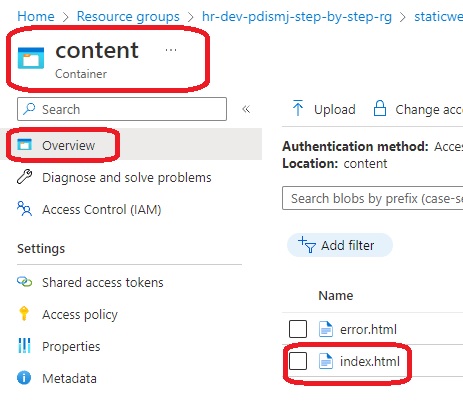 Home > Resource groups > hr-dev-pdismj-step-by-step-rg > staticwe
content ...
Container
Search «
Overview
Diagnose and solve problems
Access Control (IAM)
Settings
Shared access tokens
Access policy
Properties
Metadata
Upload Change acce
Authentication method: Acces
Location: content
Search blobs by prefix (case-se
Add filter
Name
error.html
index.html